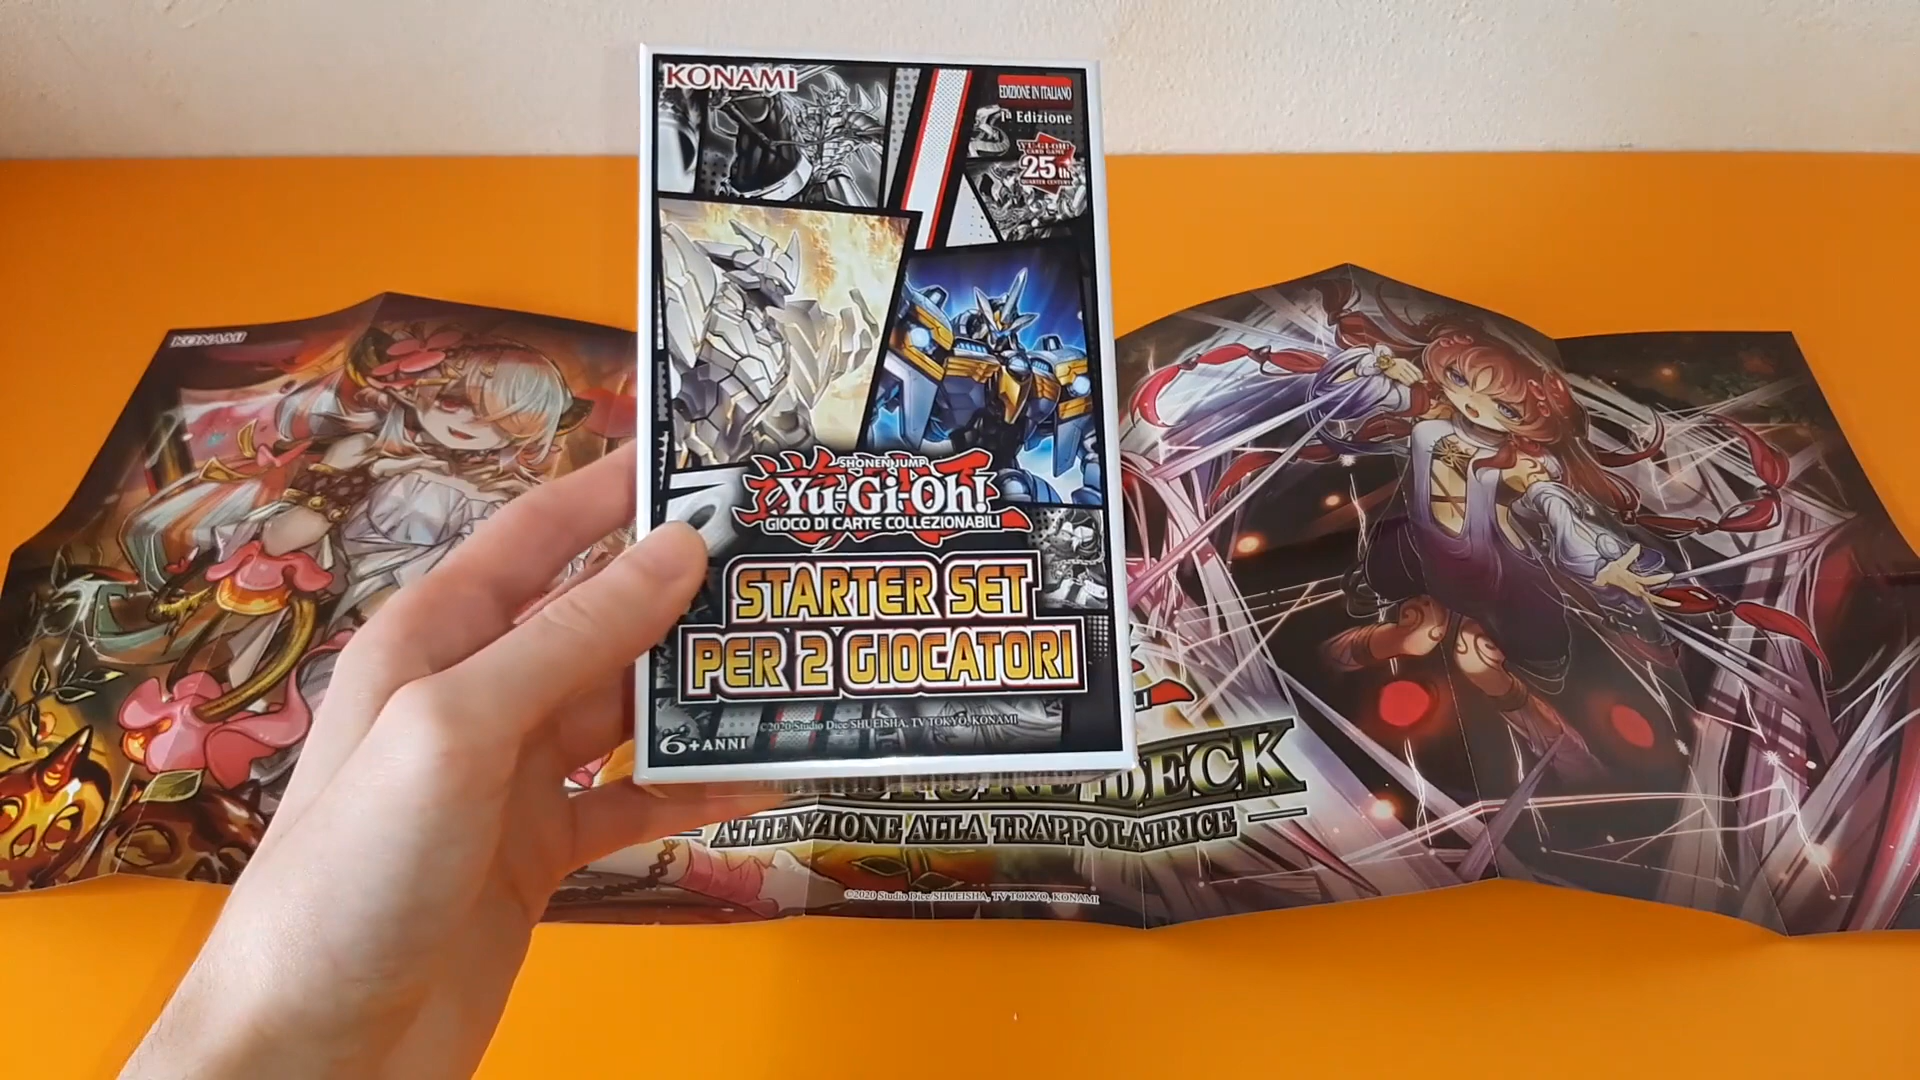 KONAMI
EDIZIONE IN ITALIANO
1ª Edizione
YU-GI-OH!
CARD GAME
25th
QUARTER CENTURY
SHONEN JUMP
Yu-Gi-Oh!
GIOCO DI CARTE COLLEZIONABILI
STARTER SET
PER 2 GIOCATORI
©2020 Studio Dice/SHUEISHA, TV TOKYO, KONAMI
6+ANNI
KONAMI
LI
DECK
ATTENZIONE ALLA TRAPPOLATRICE
©2020 Studio Dice/SHUEISHA, TV TOKYO, KONAMI